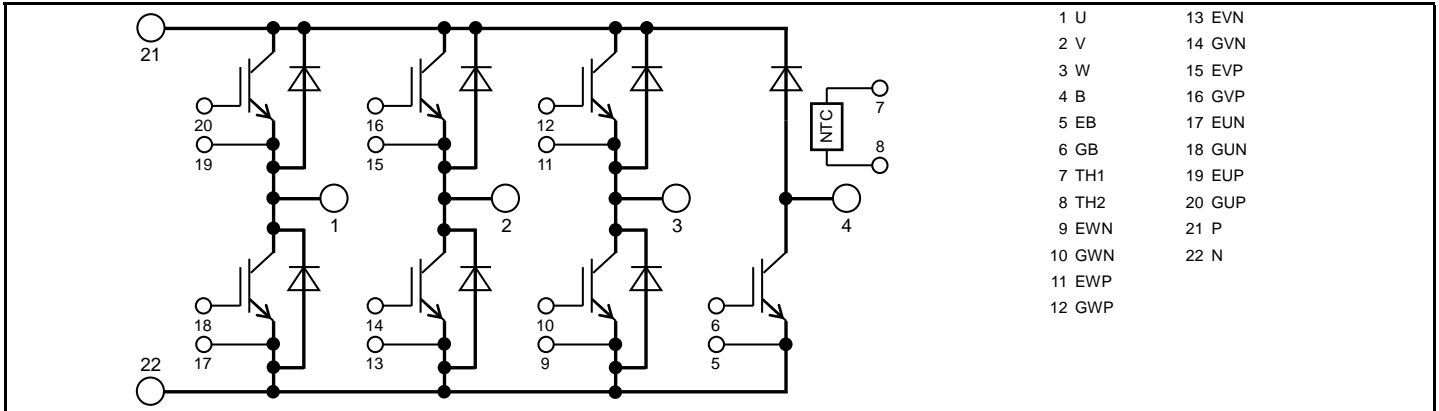 21
20
19
16
15
12
11
NTC
7
8
1
2
3
4
18
17
14
13
10
9
6
5
22
1 U
2 V
3 W
4 B
5 EB
6 GB
7 TH1
8 TH2
9 EWN
10 GWN
11 EWP
12 GWP
13 EVN
14 GVN
15 EVP
16 GVP
17 EUN
18 GUN
19 EUP
20 GUP
21 P
22 N